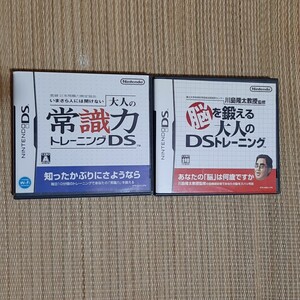 Nintendo
NINTENDO DS
いまさら人には聞けない
大人の
常識力
トレーニングDS
知ったかぶりにさようなら
Nintendo
NINTENDO DS
川島隆太教授監修
脳を鍛える
大人の
DSトレーニング
あなたの「脳」は何歳ですか